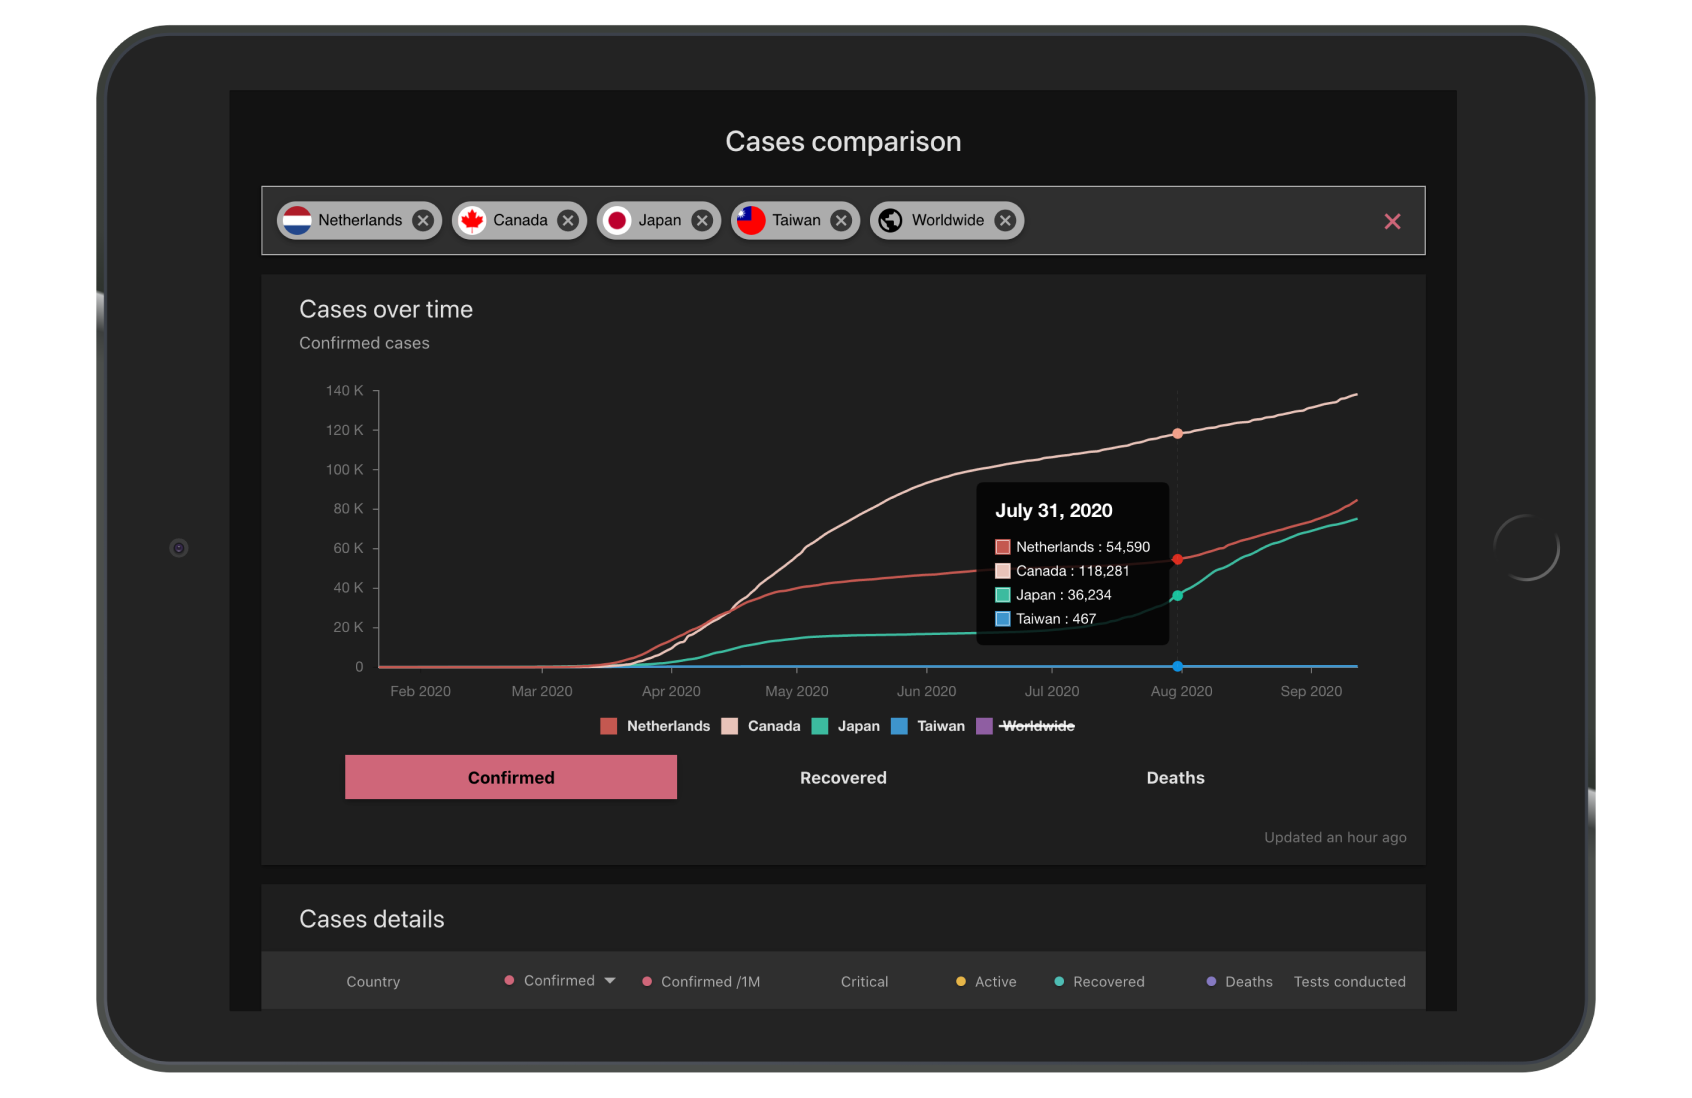 Cases comparison
Netherlands Canada Japan Taiwan Worldwide
Cases over time
Confirmed cases
140 K
120 K
100 K
80 K
60 K
40 K
20 K
0
July 31, 2020
Netherlands : 54,590
Canada : 118,281
Japan : 36,234
Taiwan : 467
Feb 2020 Mar 2020 Apr 2020 May 2020 Jun 2020 Jul 2020 Aug 2020 Sep 2020
Netherlands Canada Japan Taiwan Worldwide
Confirmed Recovered Deaths
Updated an hour ago
Cases details
Country Confirmed Confirmed /1M Critical Active Recovered Deaths Tests conducted